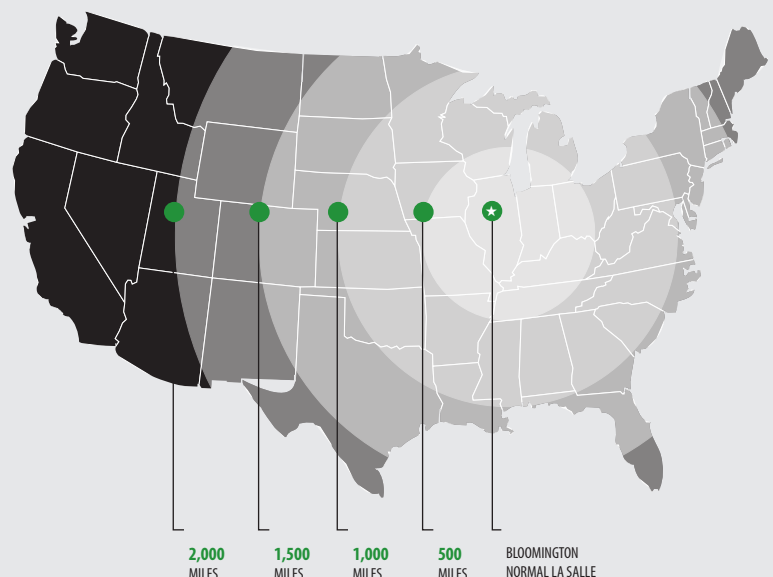 2,000
MILES
1,500
MILES
1,000
MILES
500
MILES
BLOOMINGTON
NORMAL LA SALLE